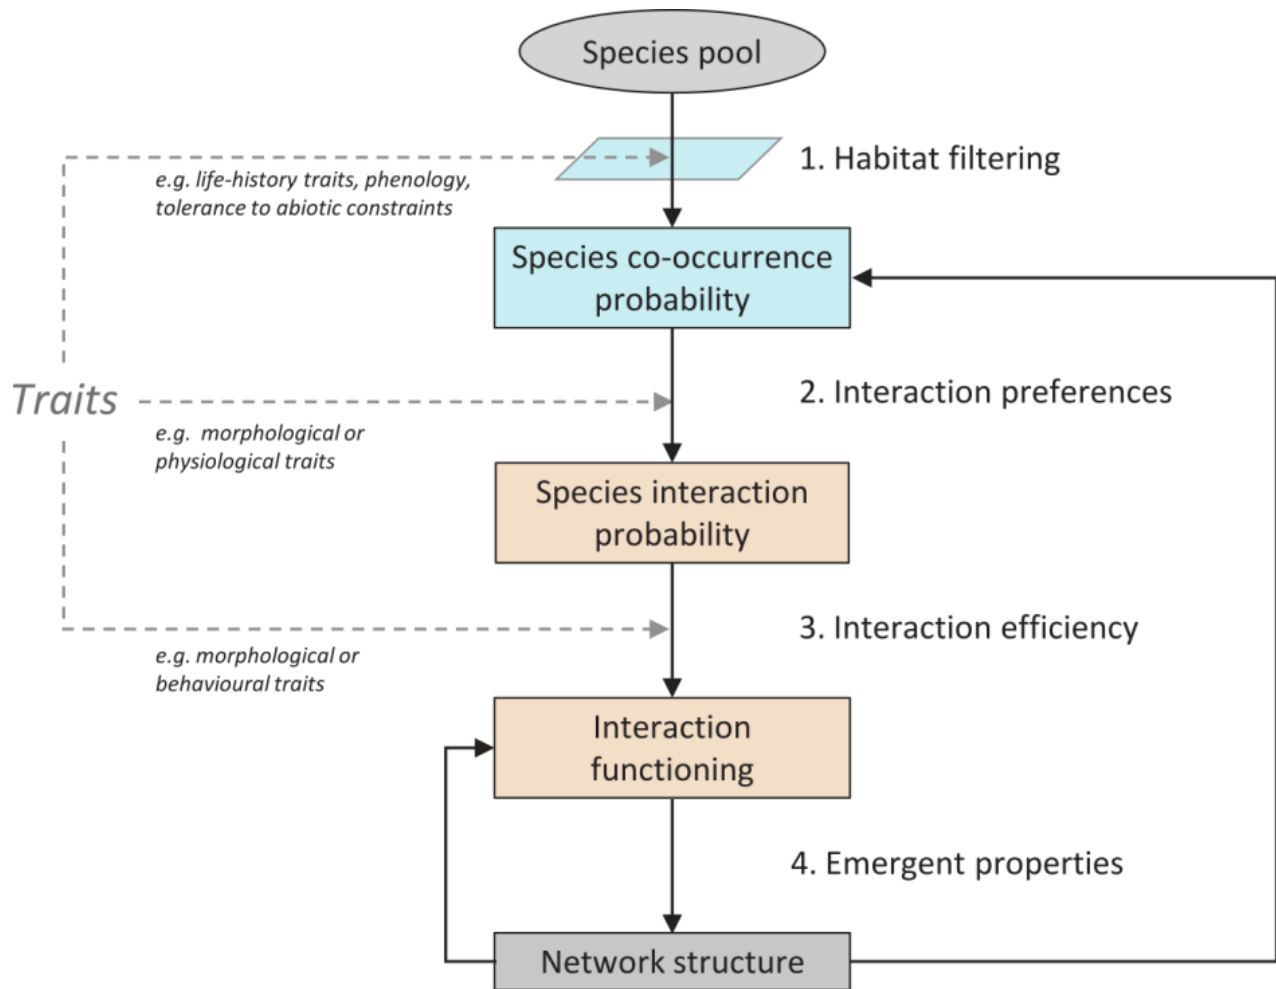 Species pool
1. Habitat filtering
e.g. life-history traits, phenology,
tolerance to abiotic constraints
Species co-occurrence
probability
Traits
2. Interaction preferences
e.g. morphological or
physiological traits
Species interaction
probability
3. Interaction efficiency
e.g. morphological or
behavioural traits
Interaction
functioning
4. Emergent properties
Network structure